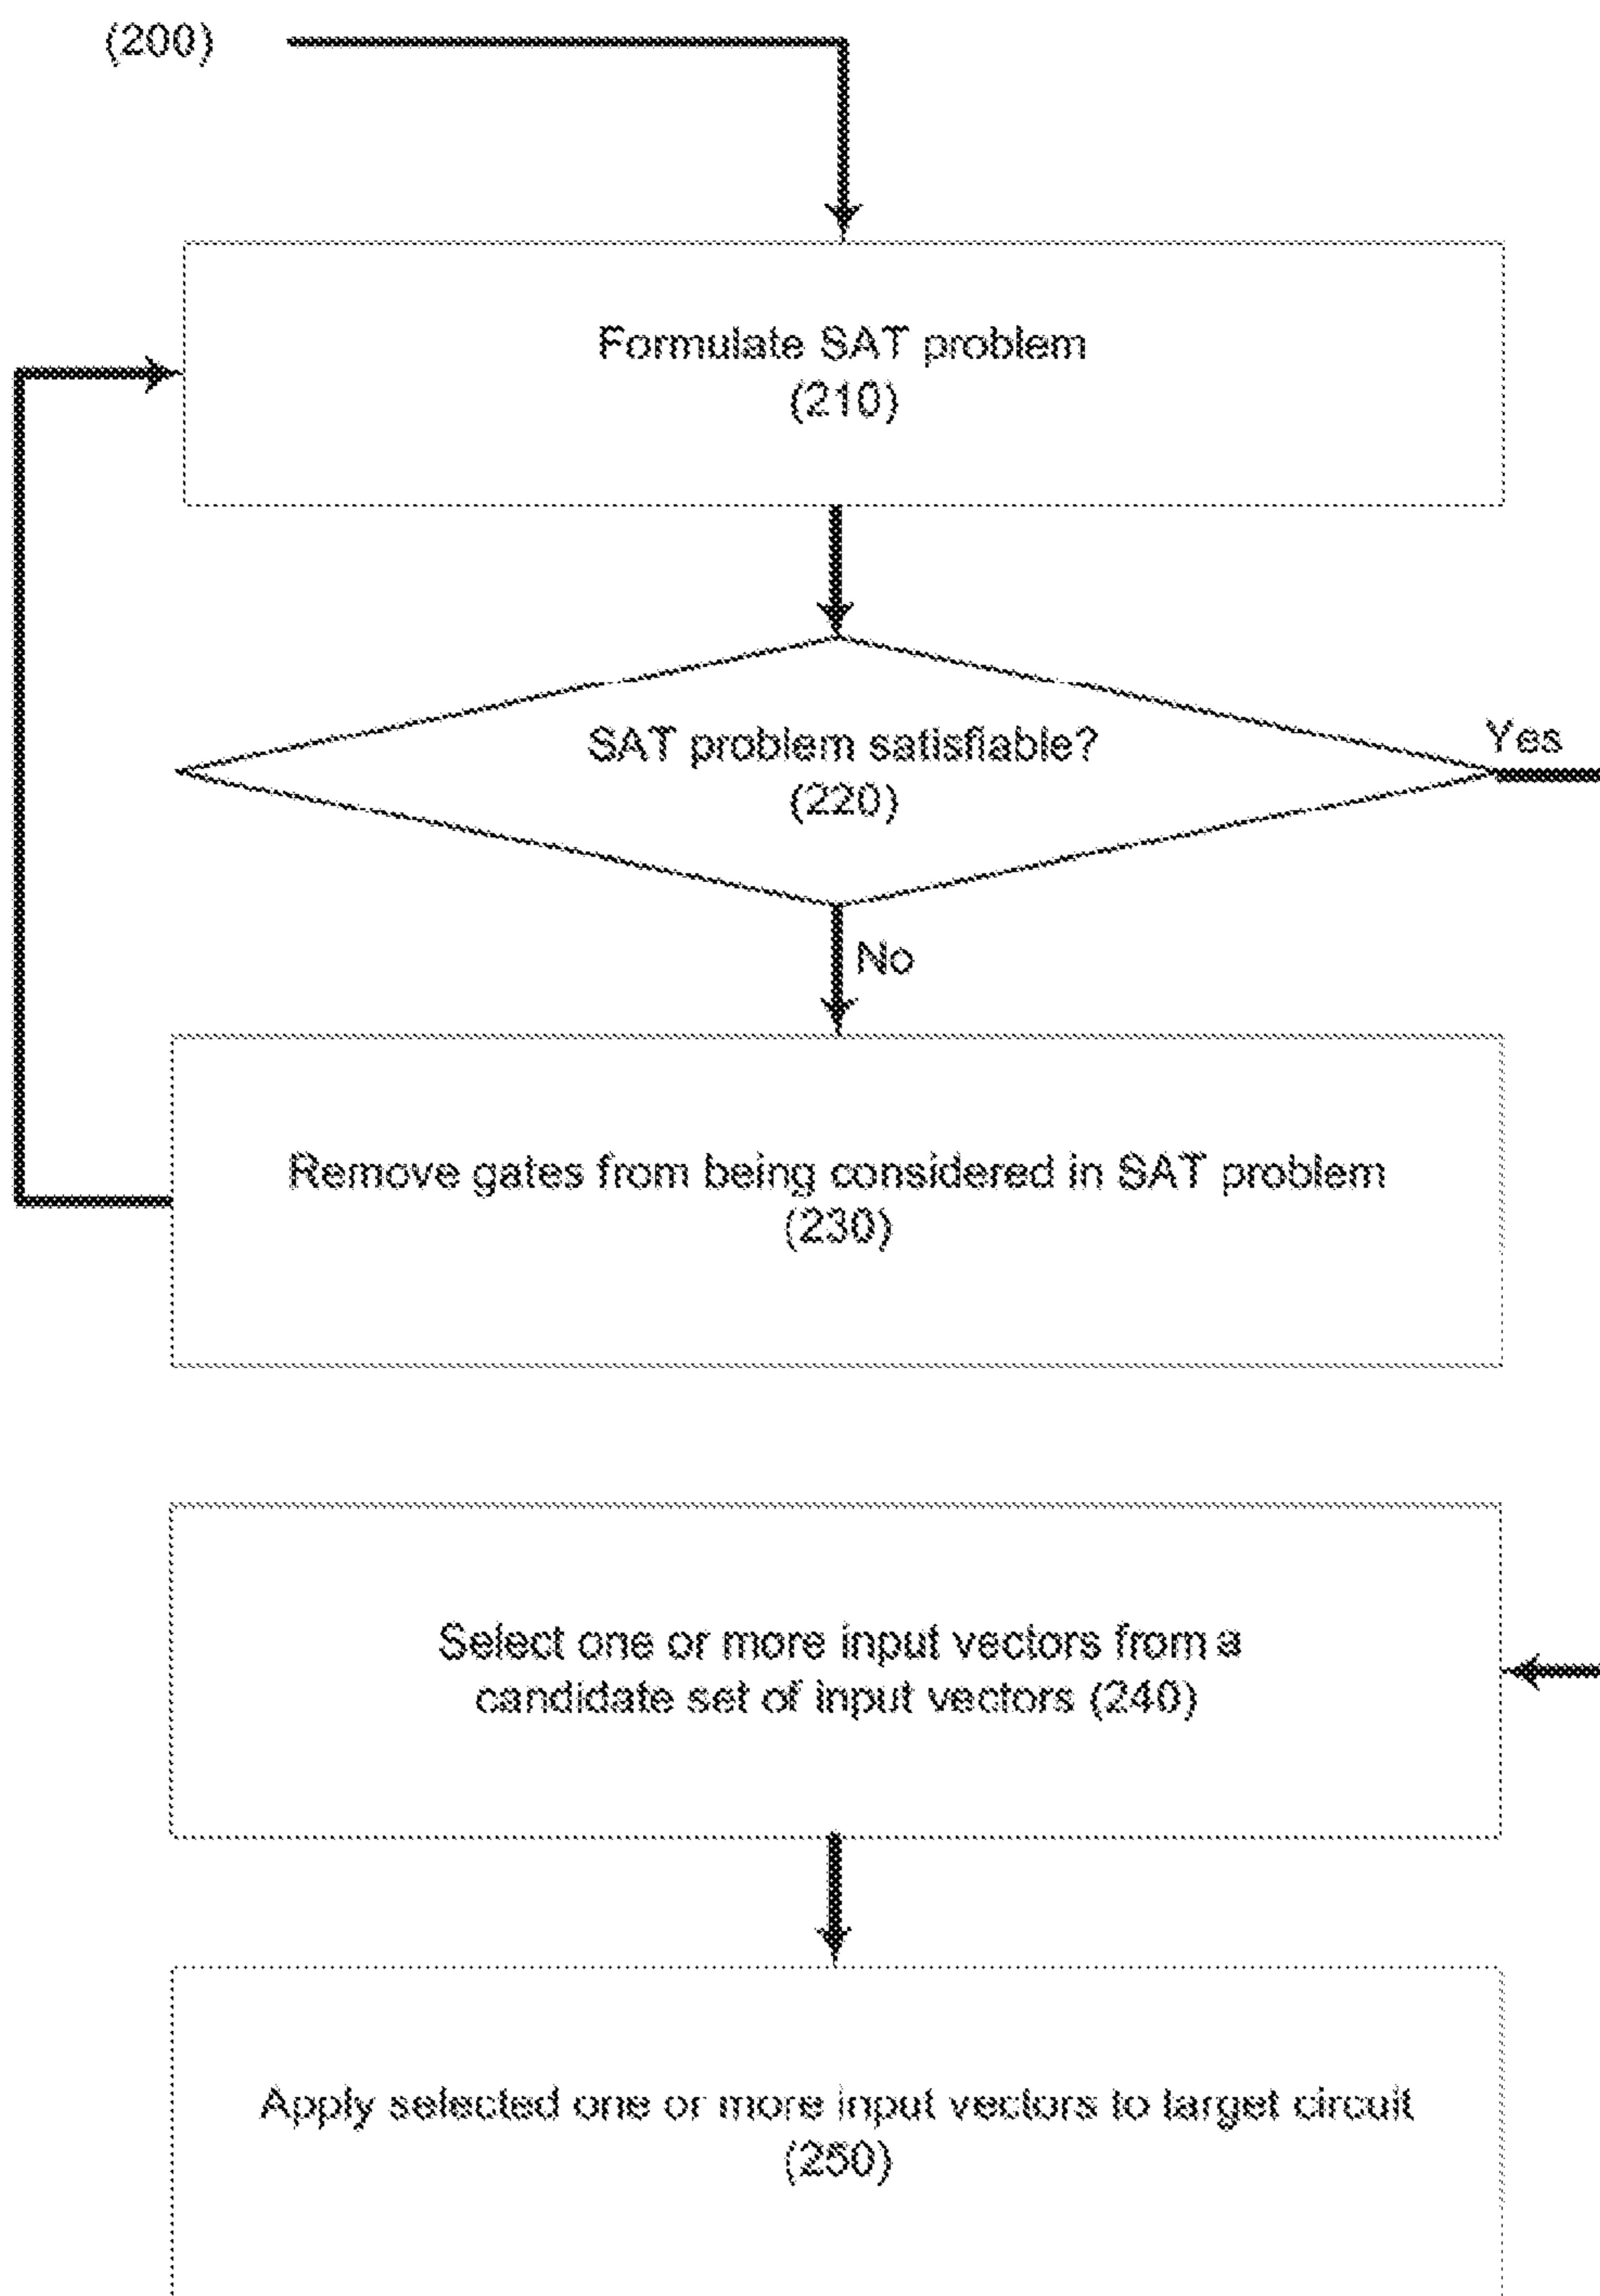 (200)
Formulate SAT problem
(210)
SAT problem satisfiable?
(220)
Yes
No
Remove gates from being considered in SAT problem
(230)
Select one or more input vectors from a
candidate set of input vectors (240)
Apply selected one or more input vectors to target circuit
(250)